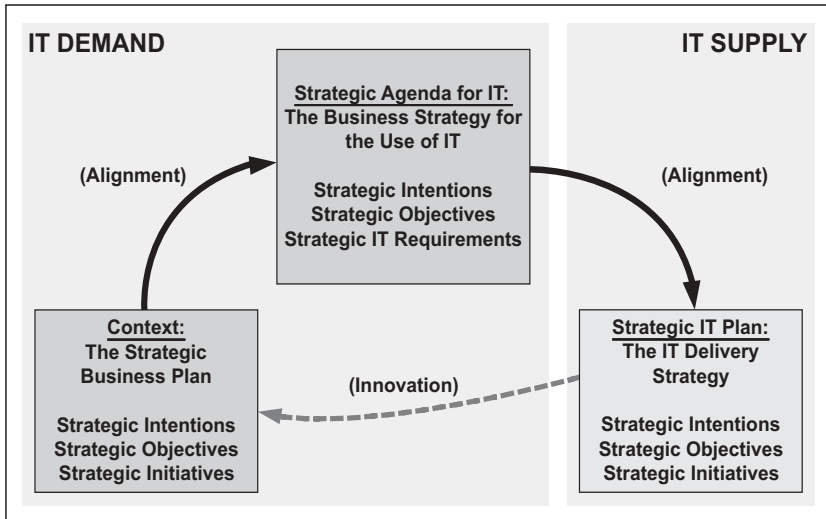 IT DEMAND
IT SUPPLY
Strategic Agenda for IT:
The Business Strategy for
the Use of IT
Strategic Intentions
Strategic Objectives
Strategic IT Requirements
(Alignment)
(Alignment)
Context:
The Strategic
Business Plan
Strategic Intentions
Strategic Objectives
Strategic Initiatives
(Innovation)
Strategic IT Plan:
The IT Delivery
Strategy
Strategic Intentions
Strategic Objectives
Strategic Initiatives